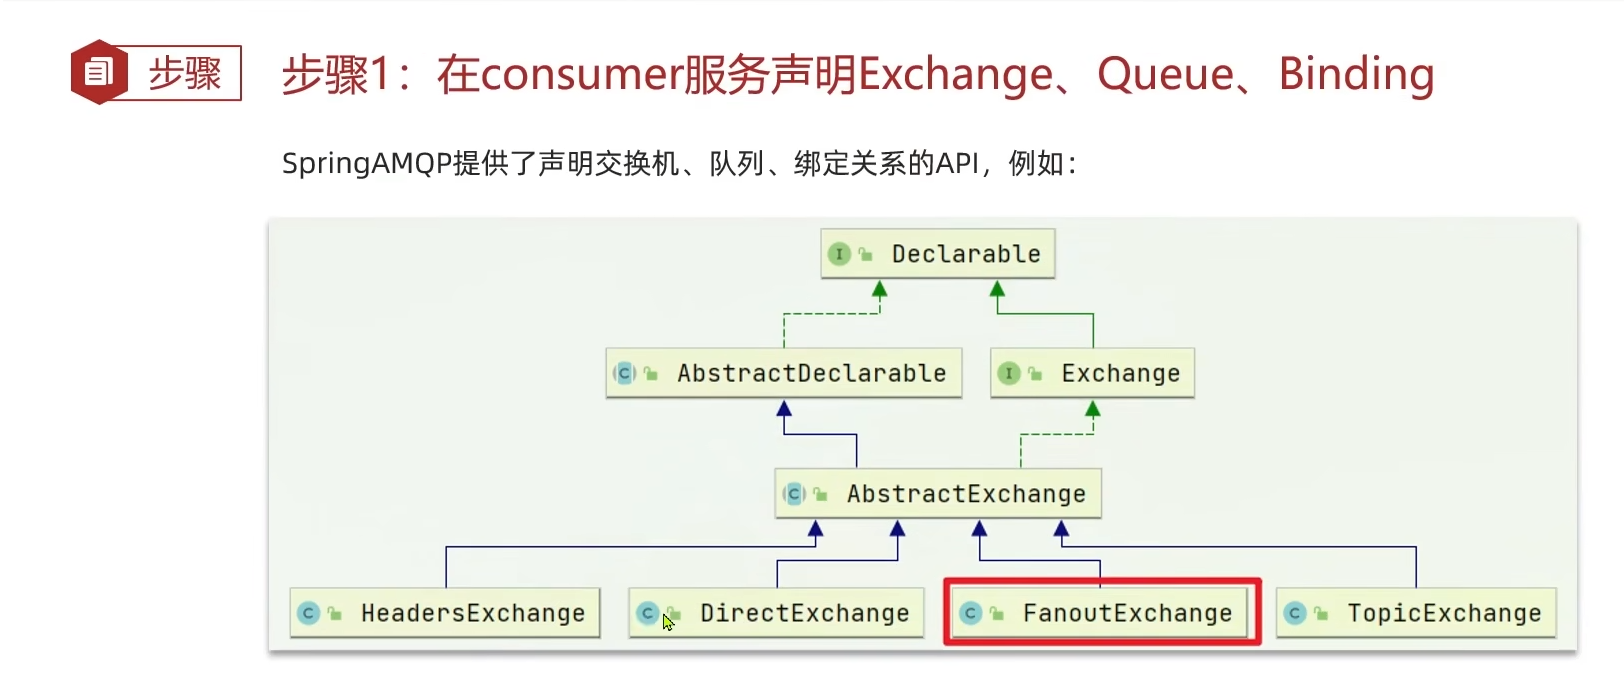 步骤
步骤1：在consumer服务声明Exchange、Queue、Binding
SpringAMQP提供了声明交换机、队列、绑定关系的API，例如：
I Declarable
C AbstractDeclarable
I Exchange
C AbstractExchange
C HeadersExchange
C DirectExchange
C FanoutExchange
C TopicExchange